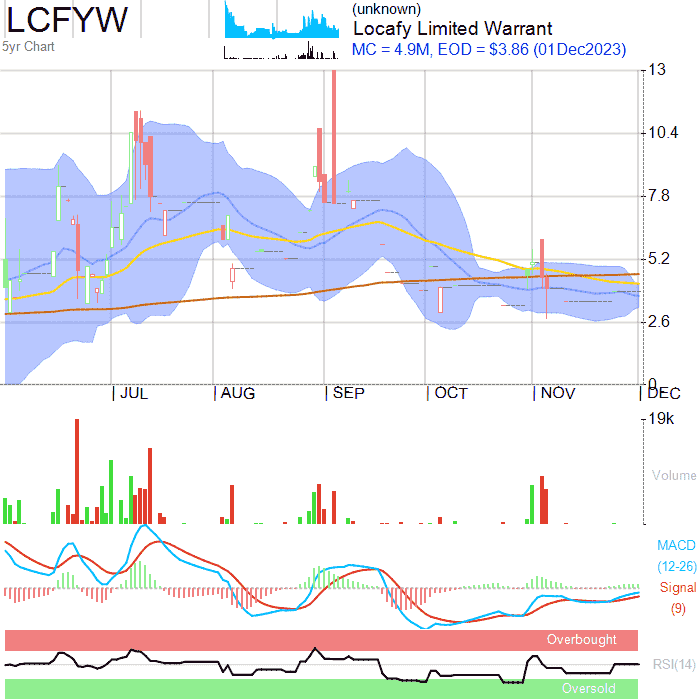 LCFYW
5yr Chart
(unknown)
Locafy Limited Warrant
MC = 4.9M, EOD = $3.86 (01Dec2023)
13
10.4
7.8
5.2
2.6
0
JUL AUG SEP OCT NOV DEC
19k
Volume
MACD
(12-26)
Signal
(9)
Overbought
RSI(14)
Oversold